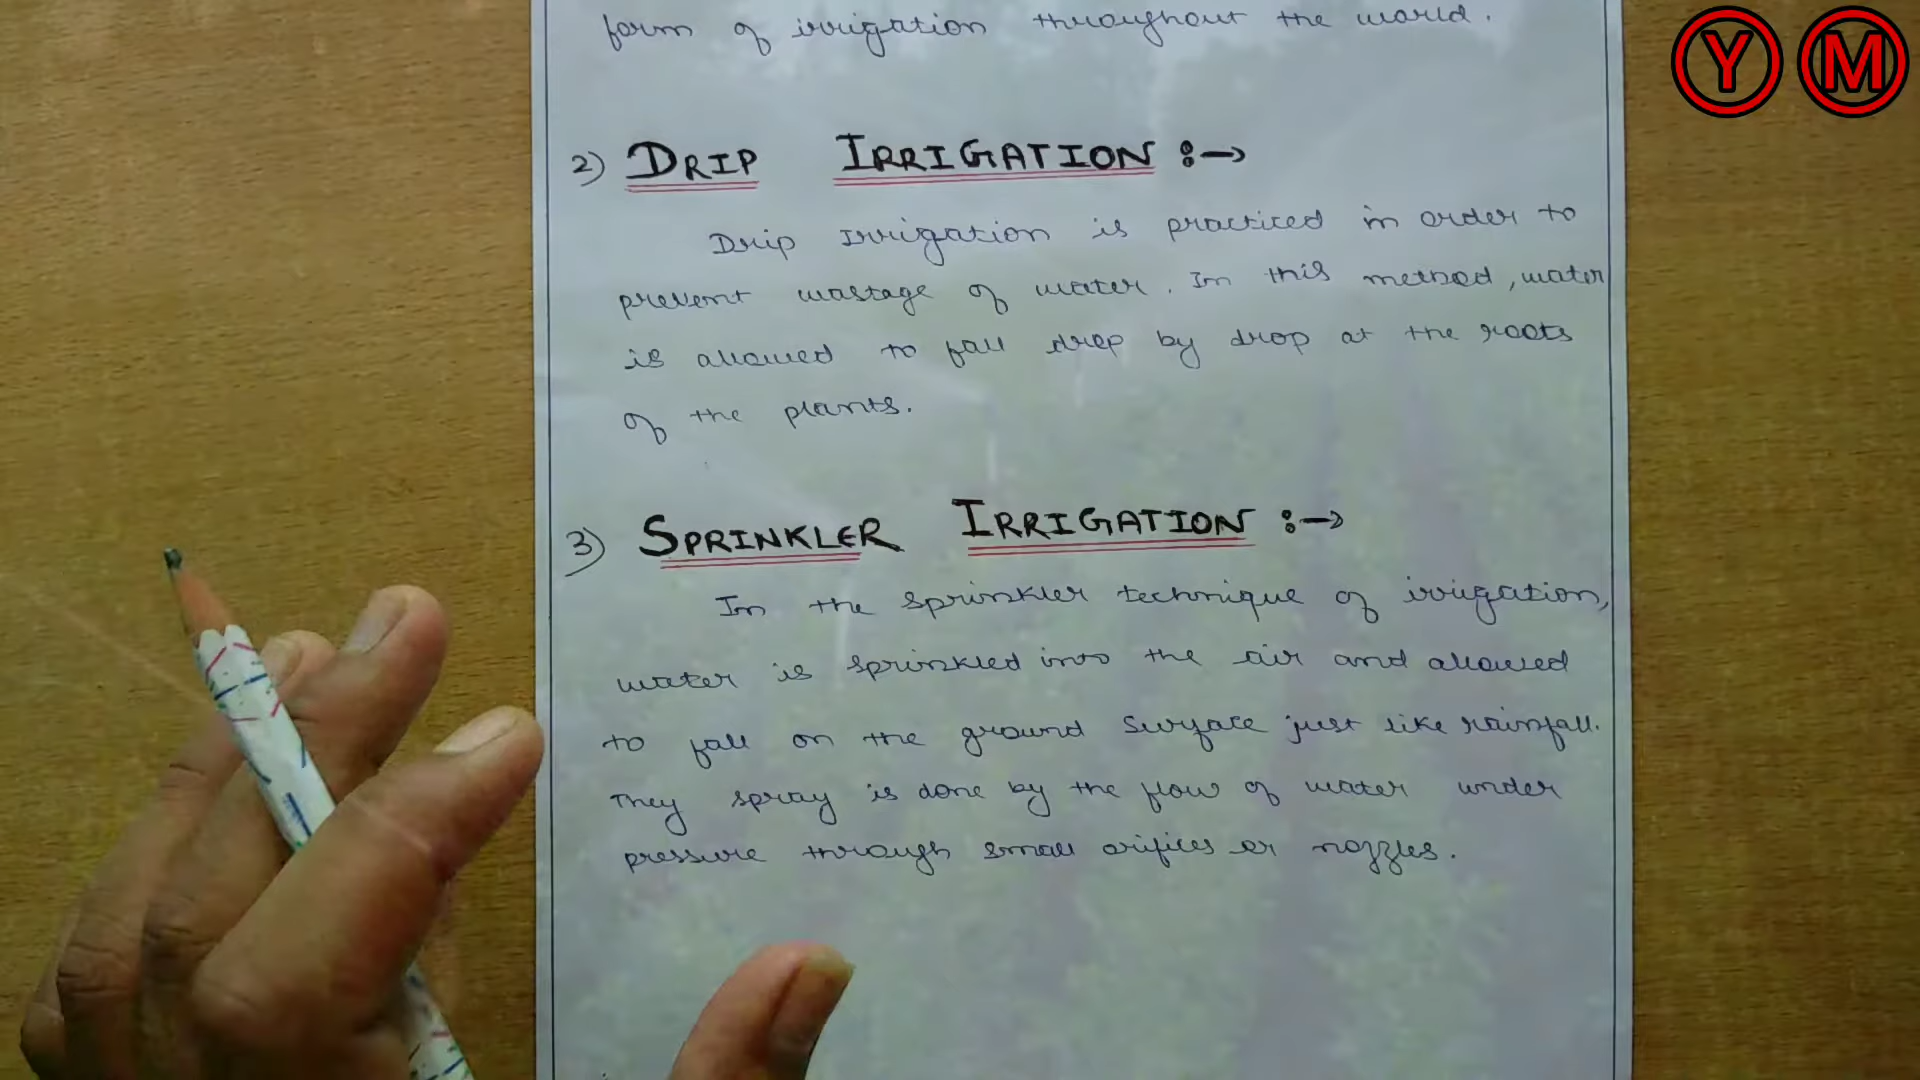 form of irrigation throughout the world.
Y M
2) DRIP IRRIGATION :→
Drip Irrigation is practiced in order to
prevent wastage of water. In this method, water
is allowed to fall drop by drop at the roots
of the plants.
3) SPRINKLER IRRIGATION :→
In the sprinkler technique of irrigation,
water is sprinkled into the air and allowed
to fall on the ground surface just like rainfall.
They spray is done by the flow of water under
pressure through small orifices or nozzles.